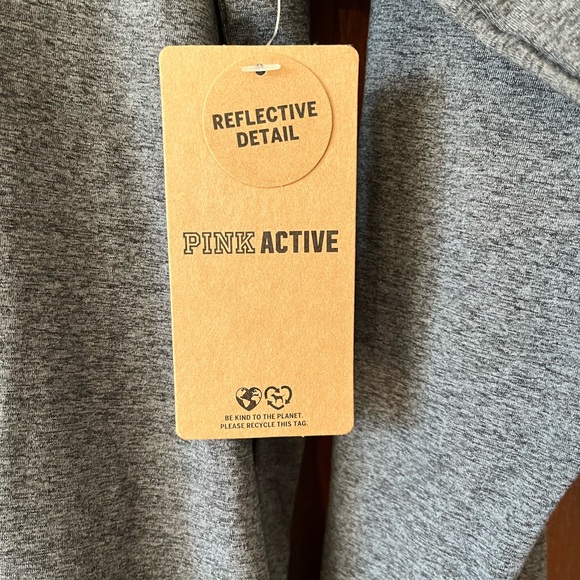 REFLECTIVE
DETAIL
PINK ACTIVE
BE KIND TO THE PLANET.
PLEASE RECYCLE THIS TAG.